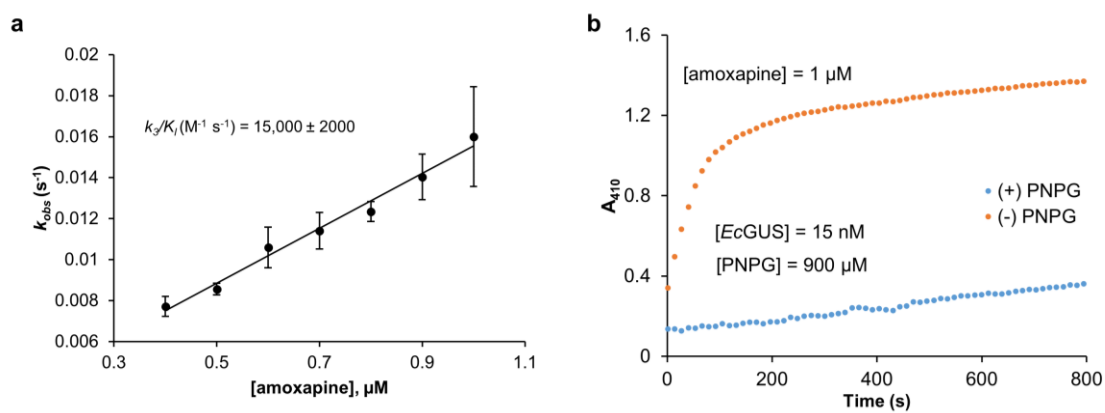 a
0.02
0.018
0.016
0.014
0.012
0.01
0.008
0.006
k₃/K_I (M⁻¹ s⁻¹) = 15,000 ± 2000
k_obs (s⁻¹)
0.3 0.5 0.7 0.9 1.1
[amoxapine], µM
b
1.6
1.2
0.8
0.4
0
[amoxapine] = 1 µM
(+) PNPG
(-) PNPG
A₄₁₀
[EcGUS] = 15 nM
[PNPG] = 900 µM
0 200 400 600 800
Time (s)